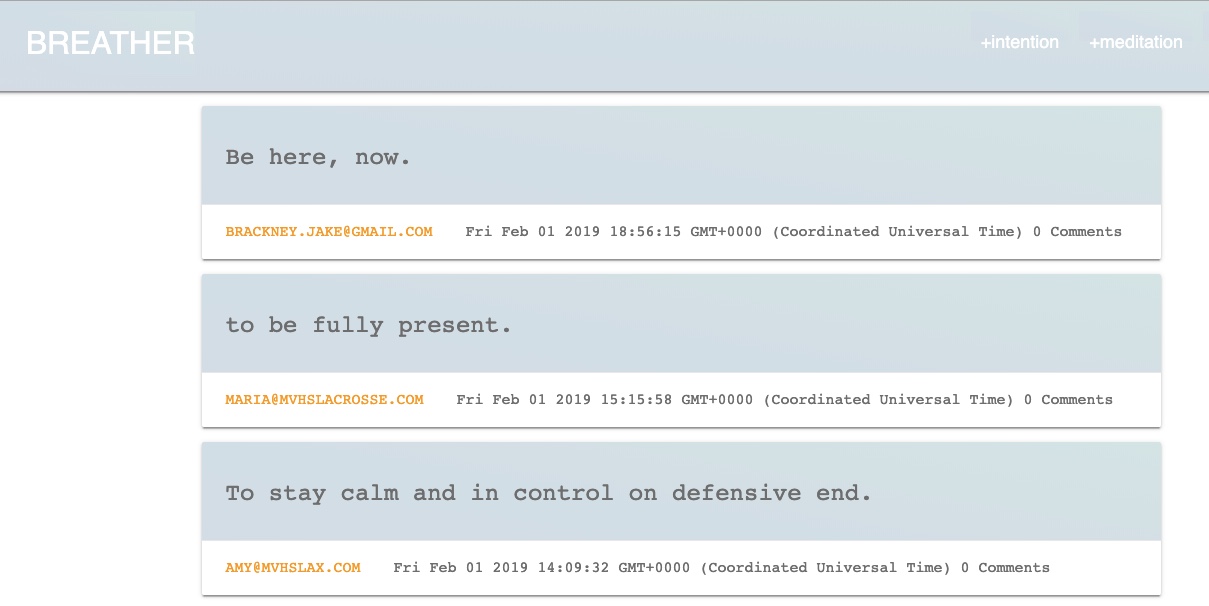 BREATHER
+intention +meditation
Be here, now.
BRACKNEY.JAKE@GMAIL.COM Fri Feb 01 2019 18:56:15 GMT+0000 (Coordinated Universal Time) 0 Comments
to be fully present.
MARIA@MVHSLACROSSE.COM Fri Feb 01 2019 15:15:58 GMT+0000 (Coordinated Universal Time) 0 Comments
To stay calm and in control on defensive end.
AMY@MVHSLAX.COM Fri Feb 01 2019 14:09:32 GMT+0000 (Coordinated Universal Time) 0 Comments